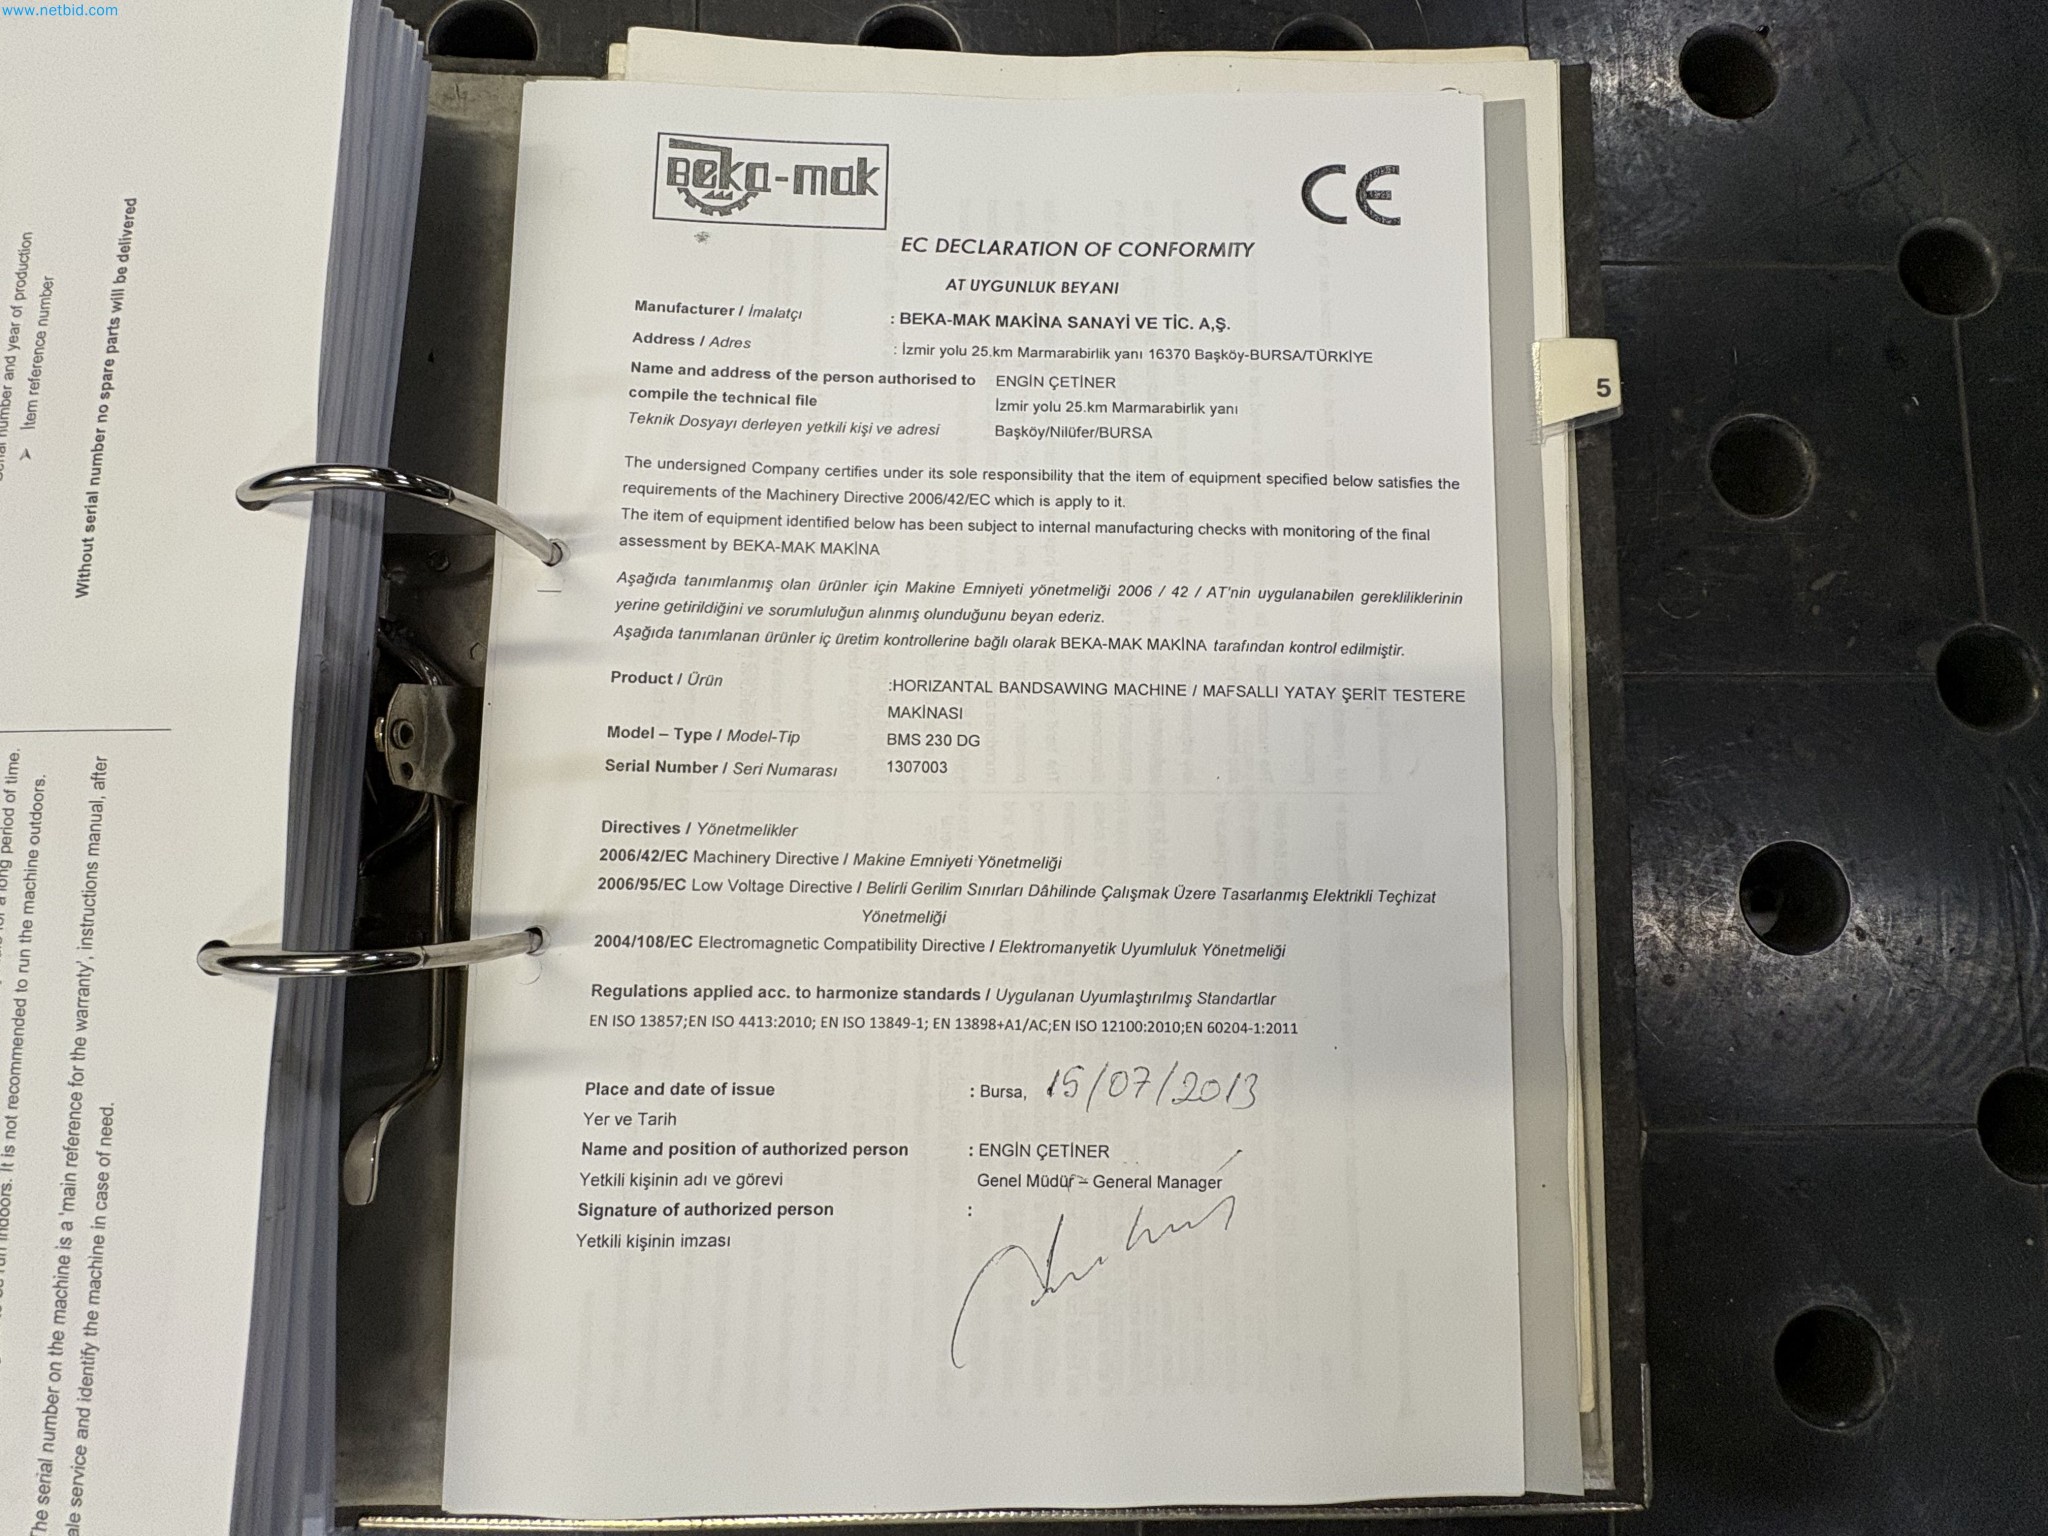 www.netbid.com
Serial number and year of production
➢ Item reference number
Without serial number no spare parts will be delivered
long period of time.
indoors. It is not recommended to run the machine outdoors.
The serial number on the machine is a 'main reference for the warranty', instructions manual, after
sale service and identify the machine in case of need.
Beka-mak
CE
EC DECLARATION OF CONFORMITY
AT UYGUNLUK BEYANI
Manufacturer / İmalatçı : BEKA-MAK MAKİNA SANAYİ VE TİC. A,Ş.
Address / Adres : İzmir yolu 25.km Marmarabirlik yanı 16370 Başköy-BURSA/TÜRKİYE
Name and address of the person authorised to ENGİN ÇETİNER
compile the technical file İzmir yolu 25.km Marmarabirlik yanı
Teknik Dosyayı derleyen yetkili kişi ve adresi Başköy/Nilüfer/BURSA
5
The undersigned Company certifies under its sole responsibility that the item of equipment specified below satisfies the
requirements of the Machinery Directive 2006/42/EC which is apply to it.
The item of equipment identified below has been subject to internal manufacturing checks with monitoring of the final
assessment by BEKA-MAK MAKİNA
Aşağıda tanımlanmış olan ürünler için Makine Emniyeti yönetmeliği 2006 / 42 / AT'nin uygulanabilen gerekliliklerinin
yerine getirildiğini ve sorumluluğun alınmış olunduğunu beyan ederiz.
Aşağıda tanımlanan ürünler iç üretim kontrollerine bağlı olarak BEKA-MAK MAKİNA tarafından kontrol edilmiştir.
Product / Ürün :HORIZANTAL BANDSAWING MACHINE / MAFSALLI YATAY ŞERİT TESTERE
MAKİNASI
Model – Type / Model-Tip BMS 230 DG
Serial Number / Seri Numarası 1307003
Directives / Yönetmelikler
2006/42/EC Machinery Directive / Makine Emniyeti Yönetmeliği
2006/95/EC Low Voltage Directive / Belirli Gerilim Sınırları Dâhilinde Çalışmak Üzere Tasarlanmış Elektrikli Teçhizat
Yönetmeliği
2004/108/EC Electromagnetic Compatibility Directive / Elektromanyetik Uyumluluk Yönetmeliği
Regulations applied acc. to harmonize standards / Uygulanan Uyumlaştırılmış Standartlar
EN ISO 13857;EN ISO 4413:2010; EN ISO 13849-1; EN 13898+A1/AC;EN ISO 12100:2010;EN 60204-1:2011
Place and date of issue : Bursa, 15/07/2013
Yer ve Tarih
Name and position of authorized person : ENGİN ÇETİNER
Yetkili kişinin adı ve görevi Genel Müdür – General Manager
Signature of authorized person :
Yetkili kişinin imzası